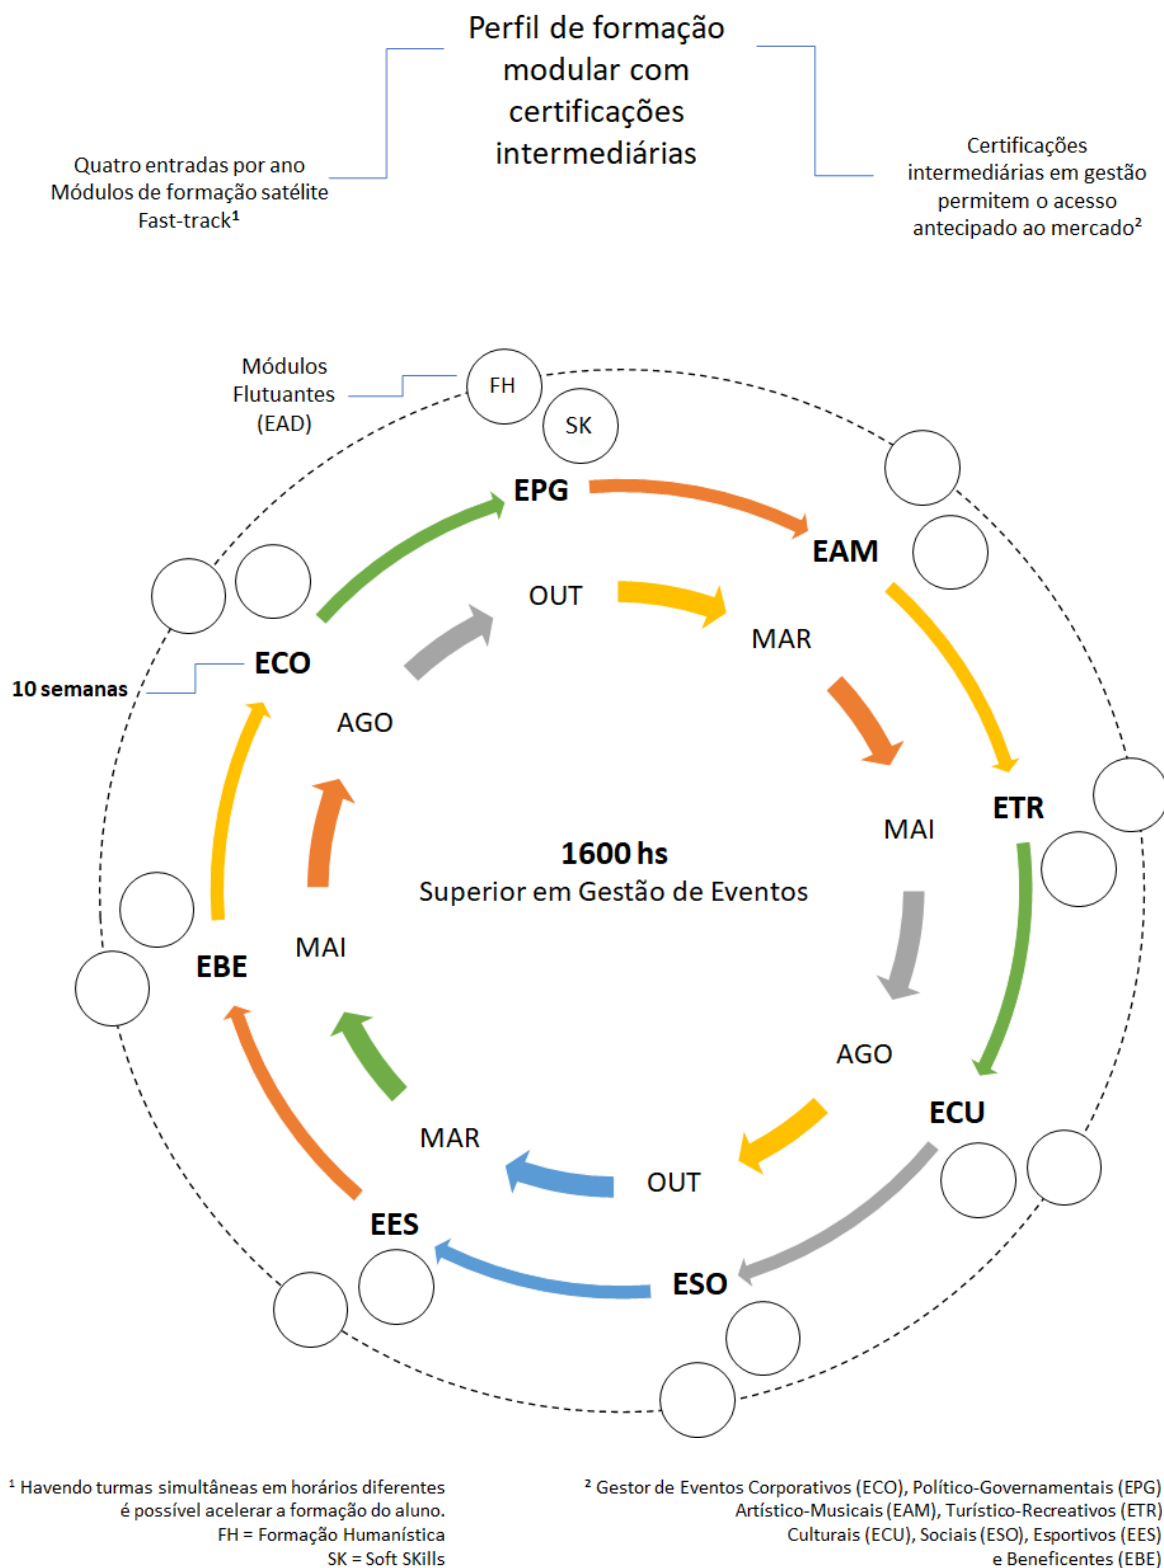 Perfil de formação
modular com
certificações
intermediárias
Quatro entradas por ano
Módulos de formação satélite
Fast-track¹
Certificações
intermediárias em gestão
permitem o acesso
antecipado ao mercado²
Módulos
Flutuantes
(EAD)
FH
SK
EPG
EAM
OUT
MAR
ECO
10 semanas
AGO
ETR
MAI
1600 hs
Superior em Gestão de Eventos
EBE
MAI
AGO
ECU
MAR
OUT
EES
ESO
¹ Havendo turmas simultâneas em horários diferentes
é possível acelerar a formação do aluno.
FH = Formação Humanística
SK = Soft SKills
² Gestor de Eventos Corporativos (ECO), Político-Governamentais (EPG)
Artístico-Musicais (EAM), Turístico-Recreativos (ETR)
Culturais (ECU), Sociais (ESO), Esportivos (EES)
e Beneficentes (EBE)